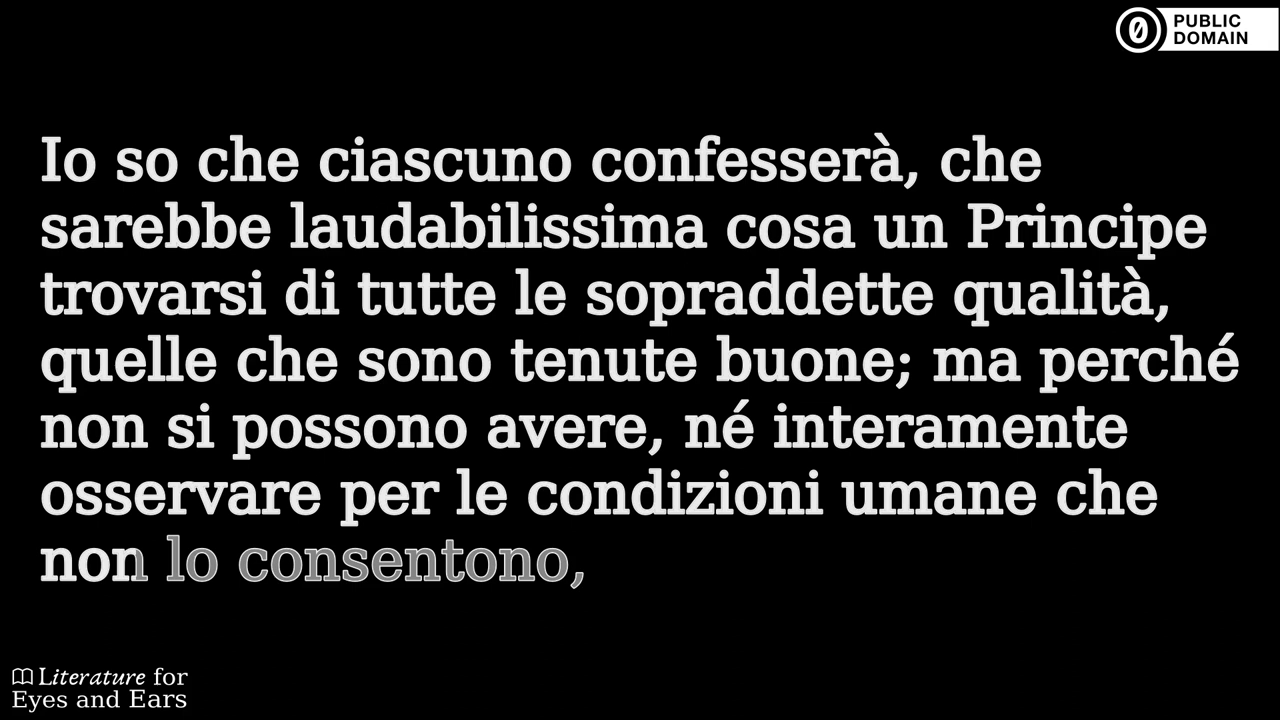 PUBLIC
DOMAIN
Io so che ciascuno confesserà, che
sarebbe laudabilissima cosa un Principe
trovarsi di tutte le sopraddette qualità,
quelle che sono tenute buone; ma perché
non si possono avere, né interamente
osservare per le condizioni umane che
non lo consentono,
Literature for
Eyes and Ears